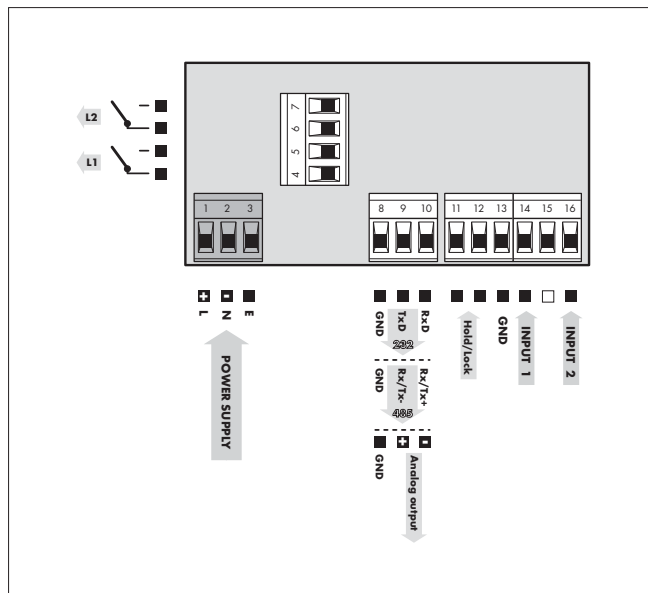 L2
L1
7
6
5
4
1 2 3
8 9 10
11 12 13 14 15 16
+ -
L N E
POWER SUPPLY
GND TxD RxD
232
GND Rx/Tx- Rx/Tx+
485
+ -
GND Analog output
Hold/Lock
GND
INPUT 1
INPUT 2